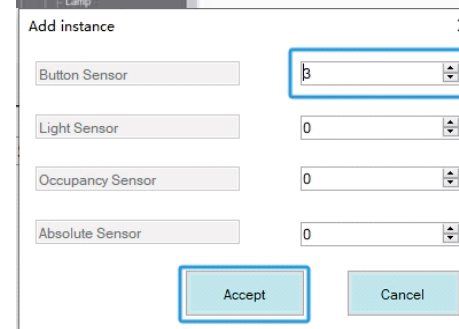 Lamp
Add instance
Button Sensor 3
Light Sensor 0
Occupancy Sensor 0
Absolute Sensor 0
Accept Cancel